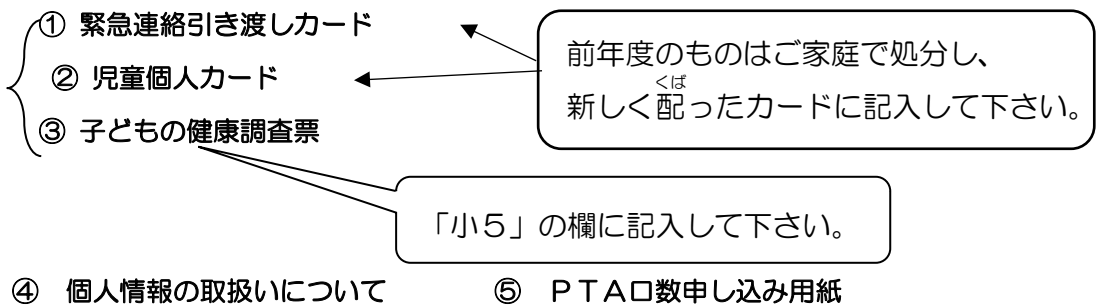 ① 緊急連絡引き渡しカード
② 児童個人カード
③ 子どもの健康調査票
前年度のものはご家庭で処分し、
くば
新しく配ったカードに記入して下さい。
「小５」の欄に記入して下さい。
④ 個人情報の取扱いについて ⑤ ＰＴＡ口数申し込み用紙